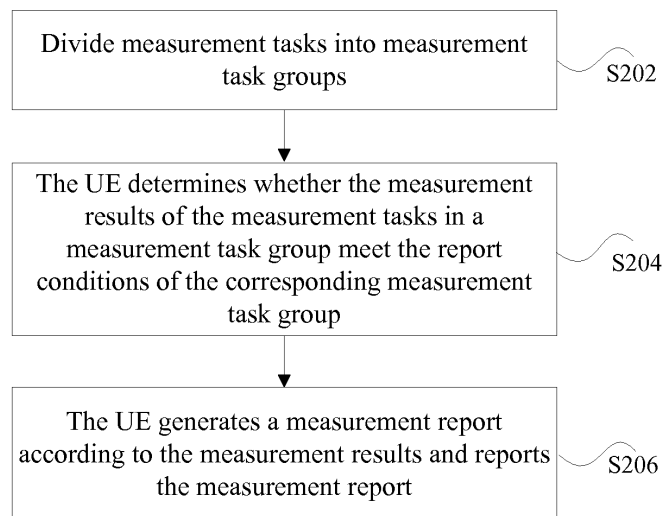 Divide measurement tasks into measurement
task groups
S202
The UE determines whether the measurement
results of the measurement tasks in a
measurement task group meet the report
conditions of the corresponding measurement
task group
S204
The UE generates a measurement report
according to the measurement results and reports
the measurement report
S206